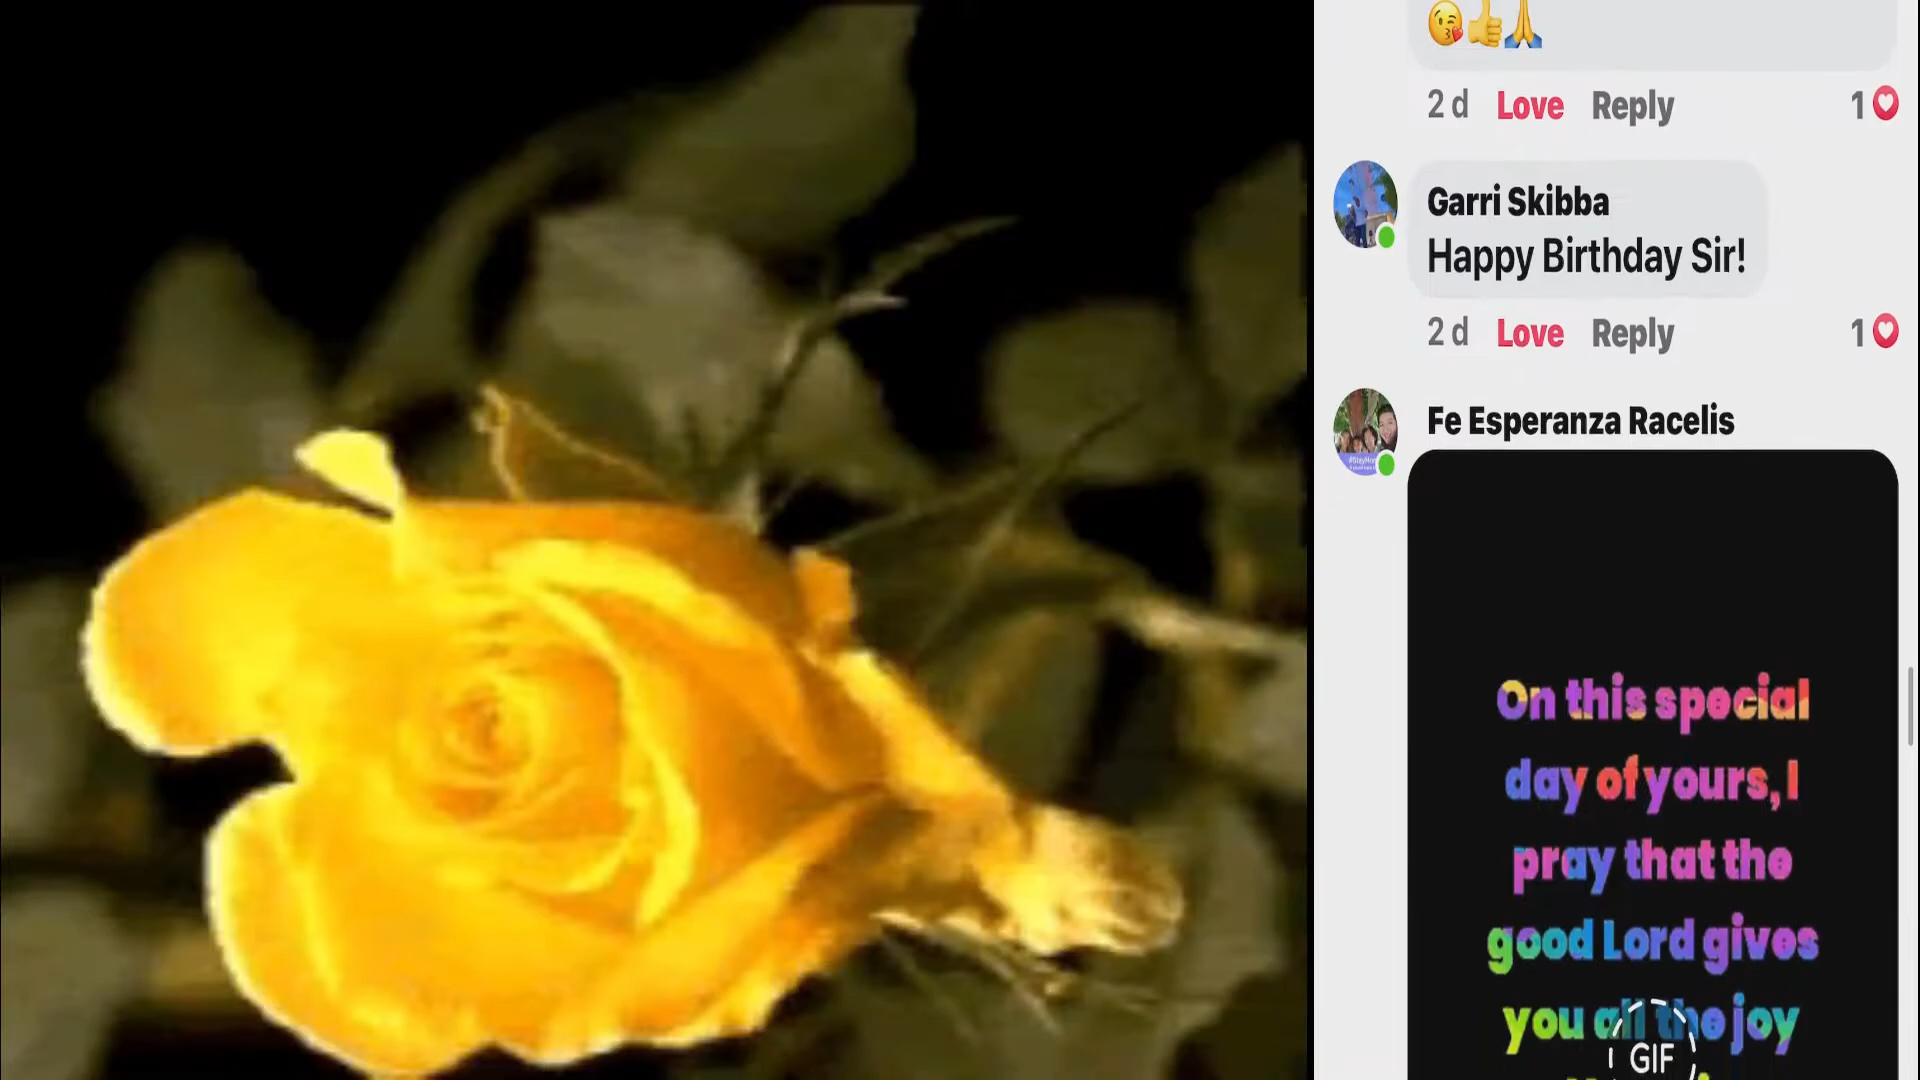 2 d Love Reply 1
Garri Skibba
Happy Birthday Sir!
2 d Love Reply 1
Fe Esperanza Racelis
On this special
day of yours, I
pray that the
good Lord gives
you all the joy
GIF